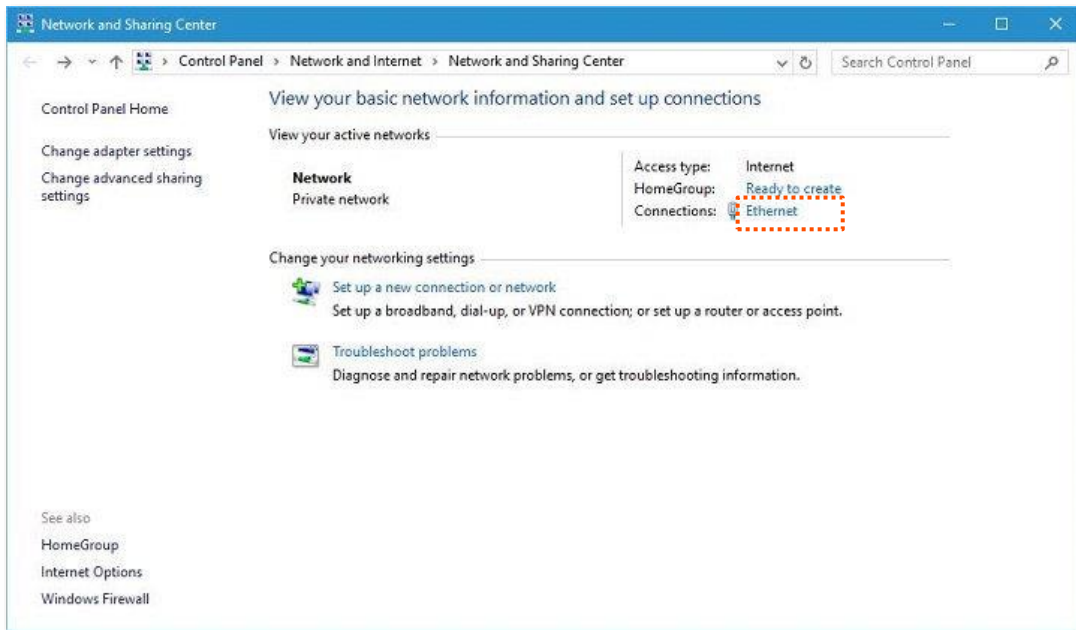 Network and Sharing Center
Control Panel > Network and Internet > Network and Sharing Center
Search Control Panel
Control Panel Home
Change adapter settings
Change advanced sharing
settings
View your basic network information and set up connections
View your active networks
Network
Private network
Access type: Internet
HomeGroup: Ready to create
Connections: Ethernet
Change your networking settings
Set up a new connection or network
Set up a broadband, dial-up, or VPN connection; or set up a router or access point.
Troubleshoot problems
Diagnose and repair network problems, or get troubleshooting information.
See also
HomeGroup
Internet Options
Windows Firewall